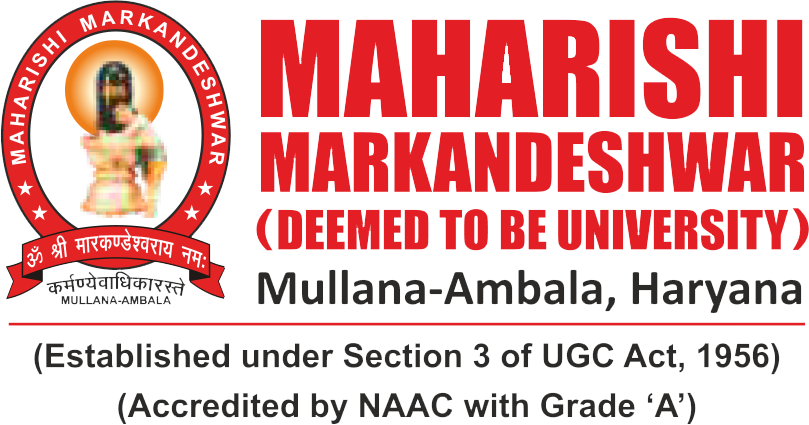 MAHARISHI MARKANDESHWAR
ॐ श्री मारकण्डेश्वराय नमः
कर्मण्येवाधिकारस्ते
MULLANA-AMBALA
MAHARISHI
MARKANDESHWAR
(DEEMED TO BE UNIVERSITY)
Mullana-Ambala, Haryana
(Established under Section 3 of UGC Act, 1956)
(Accredited by NAAC with Grade ‘A’)